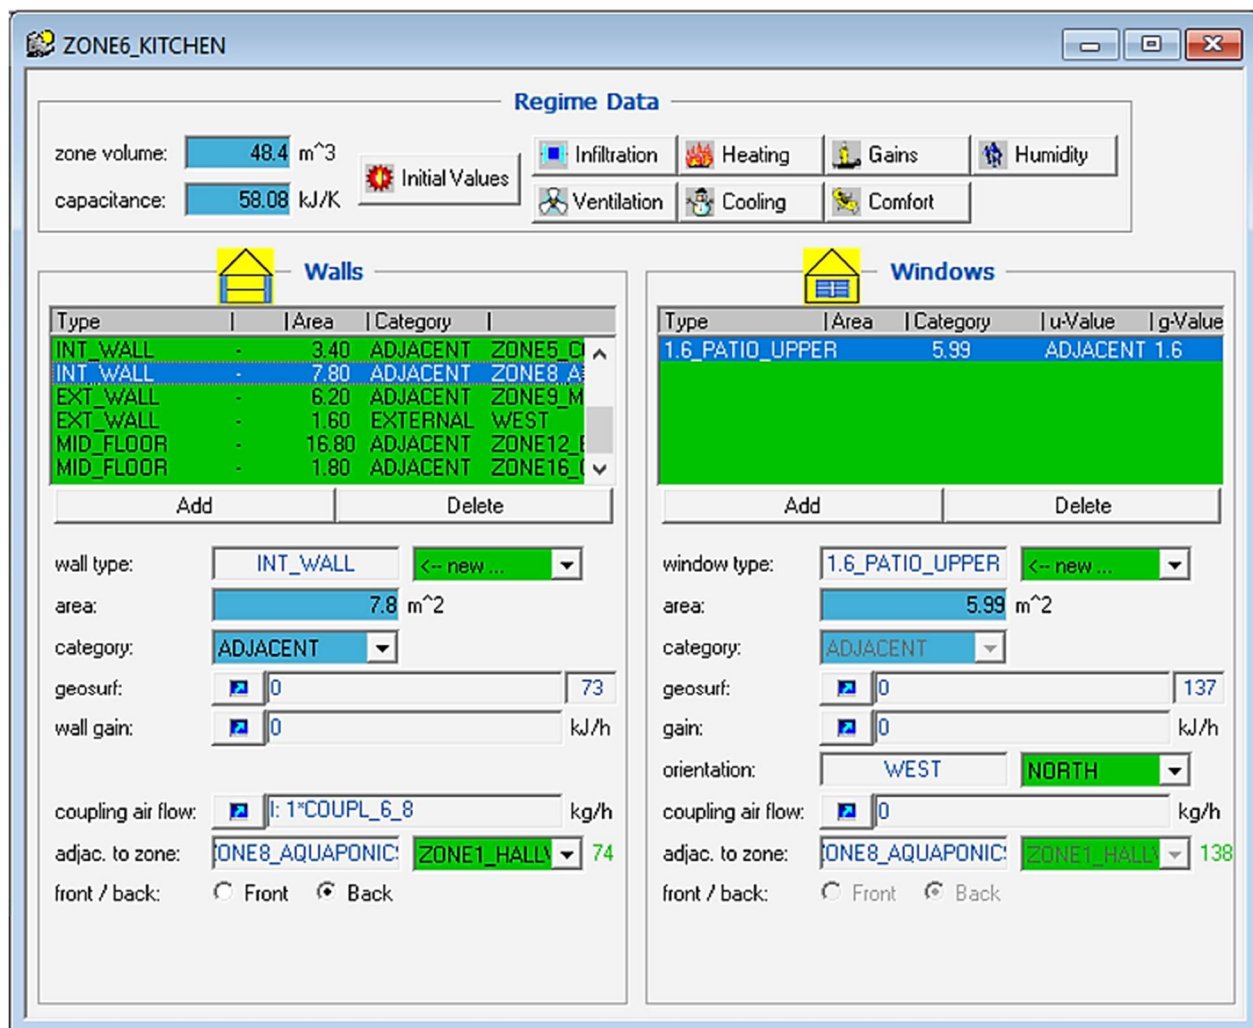 ZONE6_KITCHEN
Regime Data
zone volume: 48.4 m^3
capacitance: 58.08 kJ/K
Initial Values
Infiltration Heating Gains Humidity
Ventilation Cooling Comfort
Walls
Type | | Area | Category |
INT_WALL - 3.40 ADJACENT
INT_WALL - 7.80 ADJACENT ZONE8_A
EXT_WALL - 6.20 ADJACENT ZONE9_M
EXT_WALL - 1.60 EXTERNAL WEST
MID_FLOOR - 16.80 ADJACENT
MID_FLOOR - 1.80 ADJACENT
Add Delete
wall type: INT_WALL <-- new ...
area: 7.8 m^2
category: ADJACENT
geosurf: 0 73
wall gain: 0 kJ/h
coupling air flow: I: 1*COUPL_6_8 kg/h
adjac. to zone: ZONE8_AQUAPONIC ZONE1_HALL 74
front / back: Front Back
Windows
Type | Area | Category | u-Value | g-Value
1.6_PATIO_UPPER 5.99 ADJACENT 1.6
Add Delete
window type: 1.6_PATIO_UPPER <-- new ...
area: 5.99 m^2
category: ADJACENT
geosurf: 0 137
gain: 0 kJ/h
orientation: WEST NORTH
coupling air flow: 0 kg/h
adjac. to zone: ZONE8_AQUAPONIC ZONE1_HALL 138
front / back: Front Back